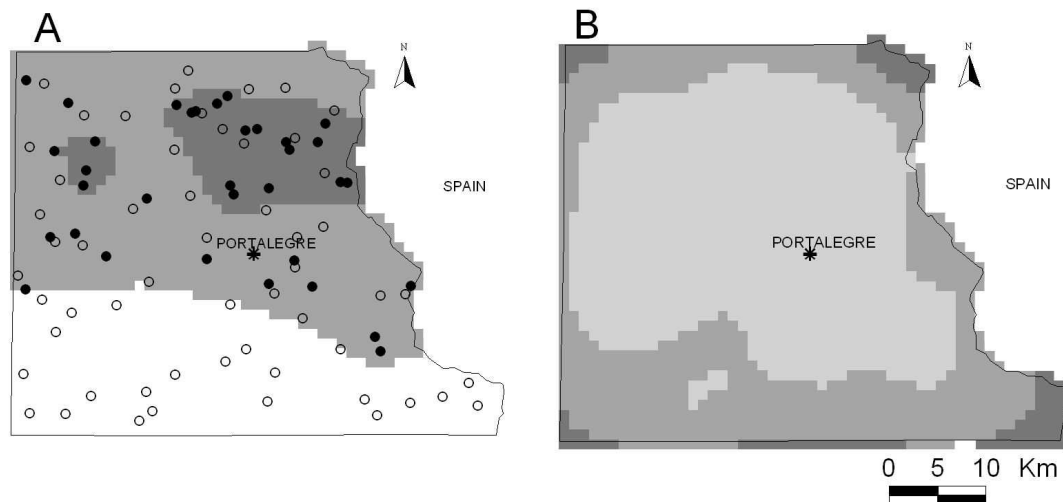 A
B
N
N
SPAIN
SPAIN
PORTALEGRE
PORTALEGRE
0 5 10 Km